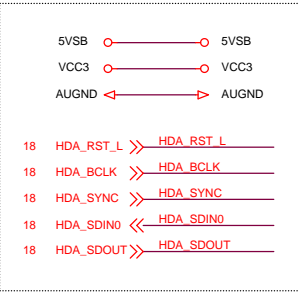 5VSB 5VSB
VCC3 VCC3
AUGND AUGND
18 HDA_RST_L HDA_RST_L
18 HDA_BCLK HDA_BCLK
18 HDA_SYNC HDA_SYNC
18 HDA_SDIN0 HDA_SDIN0
18 HDA_SDOUT HDA_SDOUT